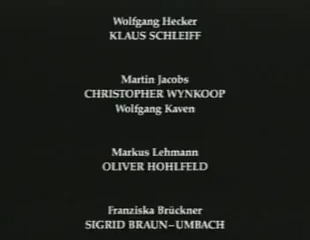 Wolfgang Hecker
KLAUS SCHLEIFF
Martin Jacobs
CHRISTOPHER WYNKOOP
Wolfgang Kaven
Markus Lehmann
OLIVER HOHLFELD
Franziska Brückner
SIGRID BRAUN–UMBACH